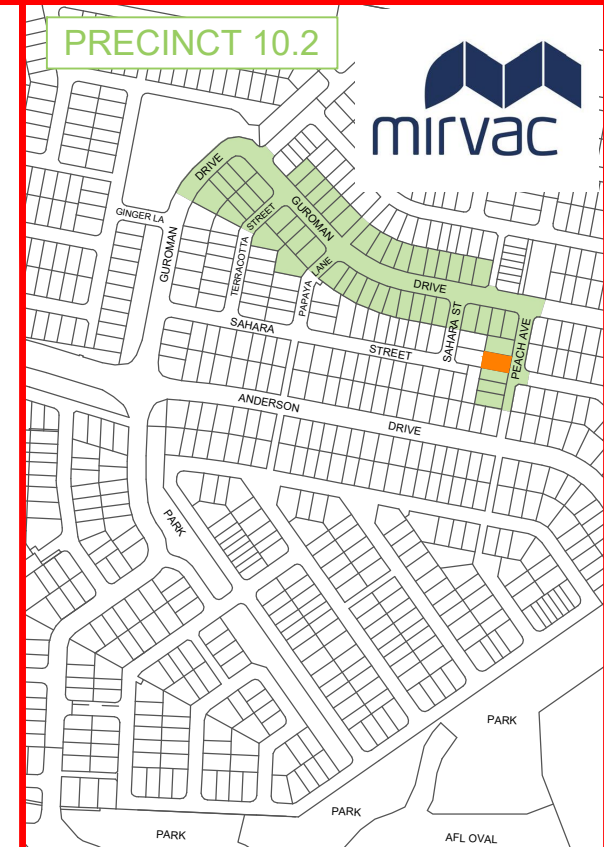 PRECINCT 10.2
mirvac
DRIVE
GUROMAN
STREET
GINGER LA
GUROMAN
TERRACOTTA
LANE
PAPAYA
DRIVE
SAHARA ST
PEACH AVE
SAHARA
STREET
ANDERSON
DRIVE
PARK
PARK
PARK
PARK
AFL OVAL